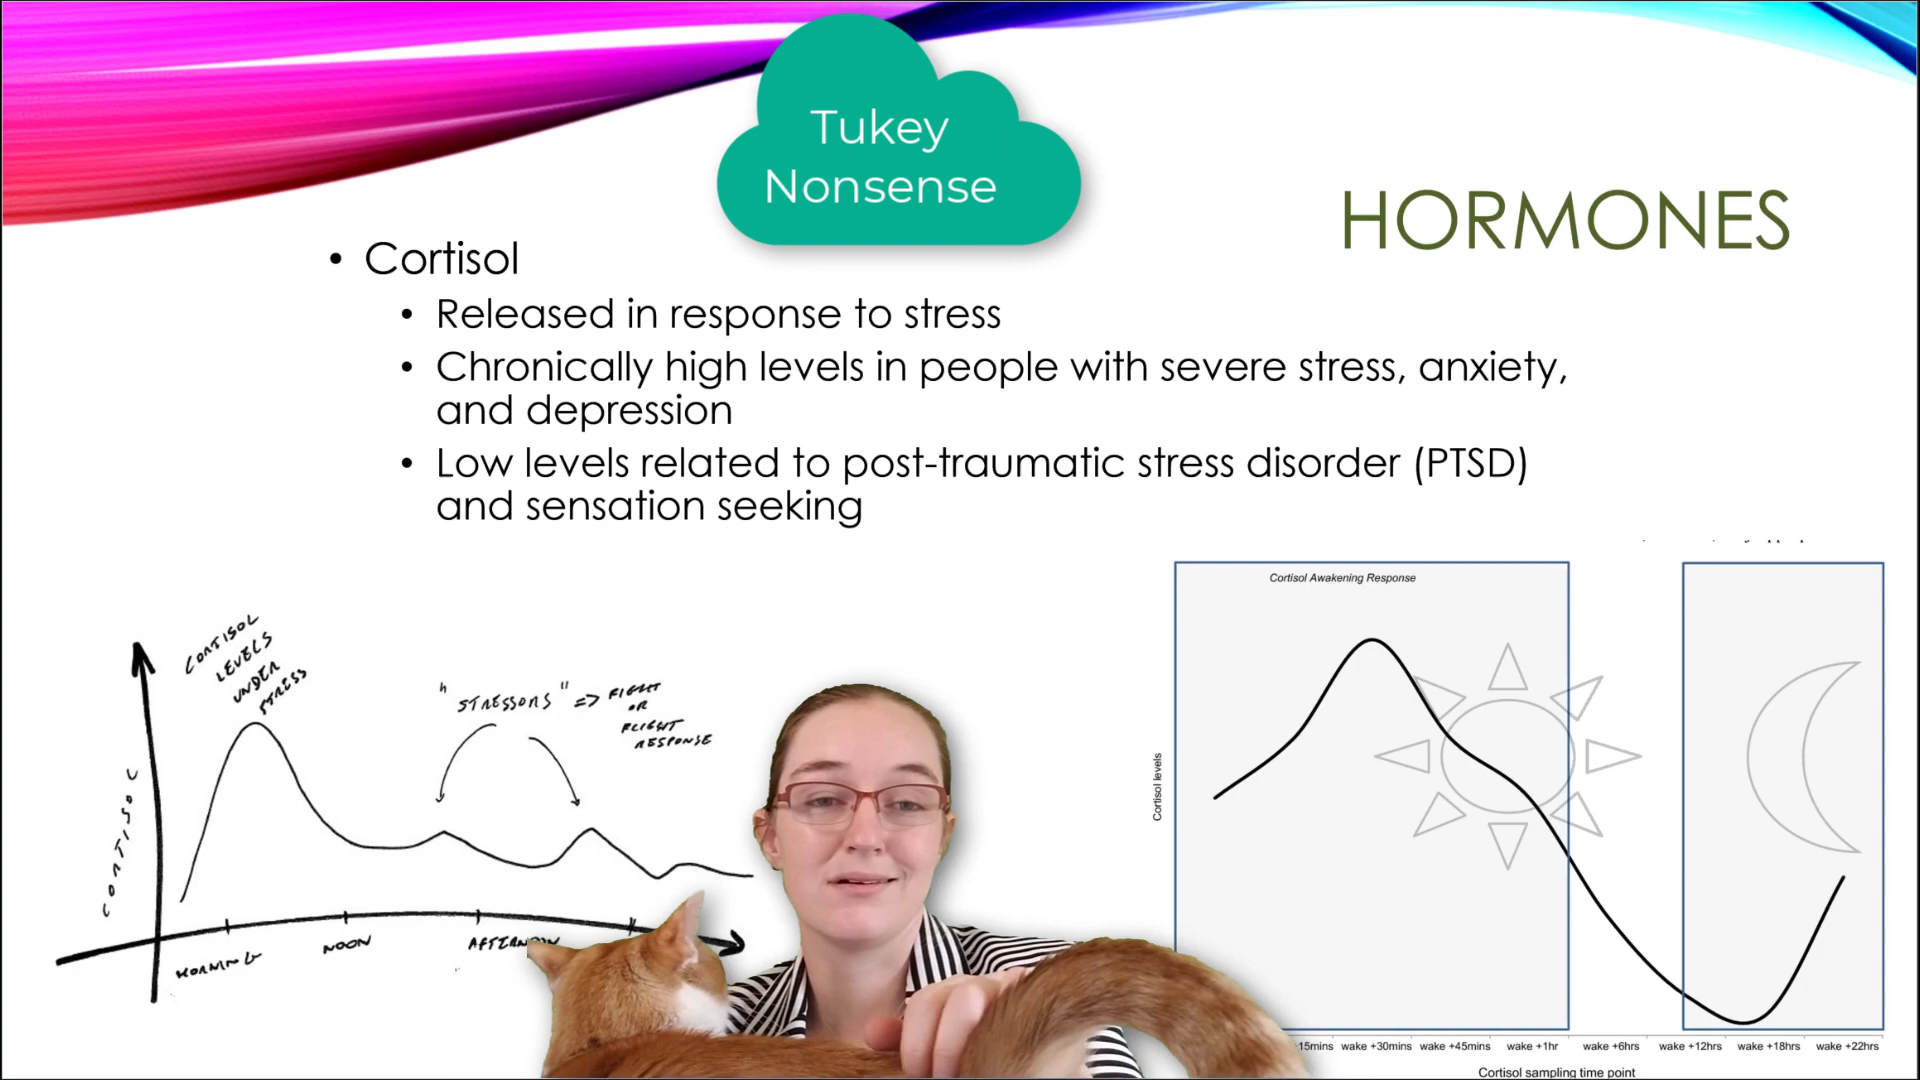 Tukey
Nonsense
HORMONES
• Cortisol
• Released in response to stress
• Chronically high levels in people with severe stress, anxiety,
and depression
• Low levels related to post-traumatic stress disorder (PTSD)
and sensation seeking
CORTISOL
LEVELS
UNDER
STRESS
"STRESSORS" => FIGHT
OR
FLIGHT
RESPONSE
CORTISOL
MORNING
NOON
Cortisol Awakening Response
Cortisol levels
15mins wake +30mins wake +45mins wake +1hr wake +6hrs wake +12hrs wake +18hrs wake +22hrs
Cortisol sampling time point